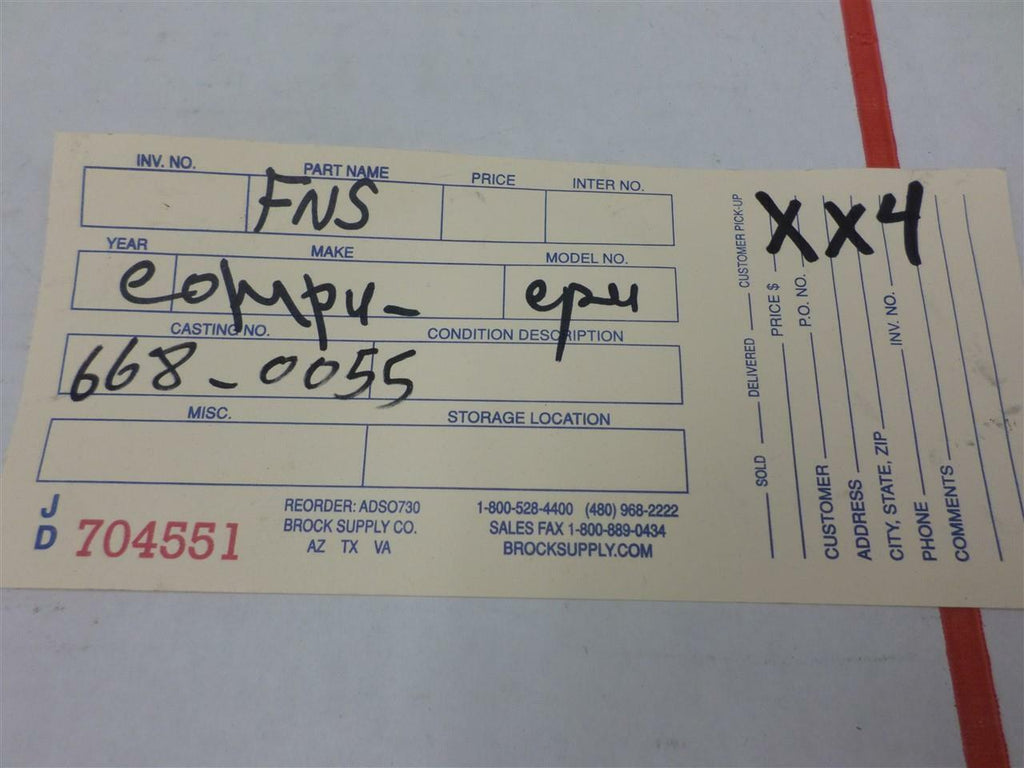 INV. NO. PART NAME PRICE INTER NO.
FNS
YEAR MAKE MODEL NO.
compu- cpu
CASTING NO. CONDITION DESCRIPTION
668-0055
MISC. STORAGE LOCATION
JD 704551
REORDER: ADSO730
BROCK SUPPLY CO.
AZ TX VA
1-800-528-4400 (480) 968-2222
SALES FAX 1-800-889-0434
BROCKSUPPLY.COM
XX4
SOLD DELIVERED CUSTOMER PICK-UP
PRICE $
P.O. NO.
CUSTOMER
ADDRESS
CITY, STATE, ZIP INV. NO.
PHONE
COMMENTS